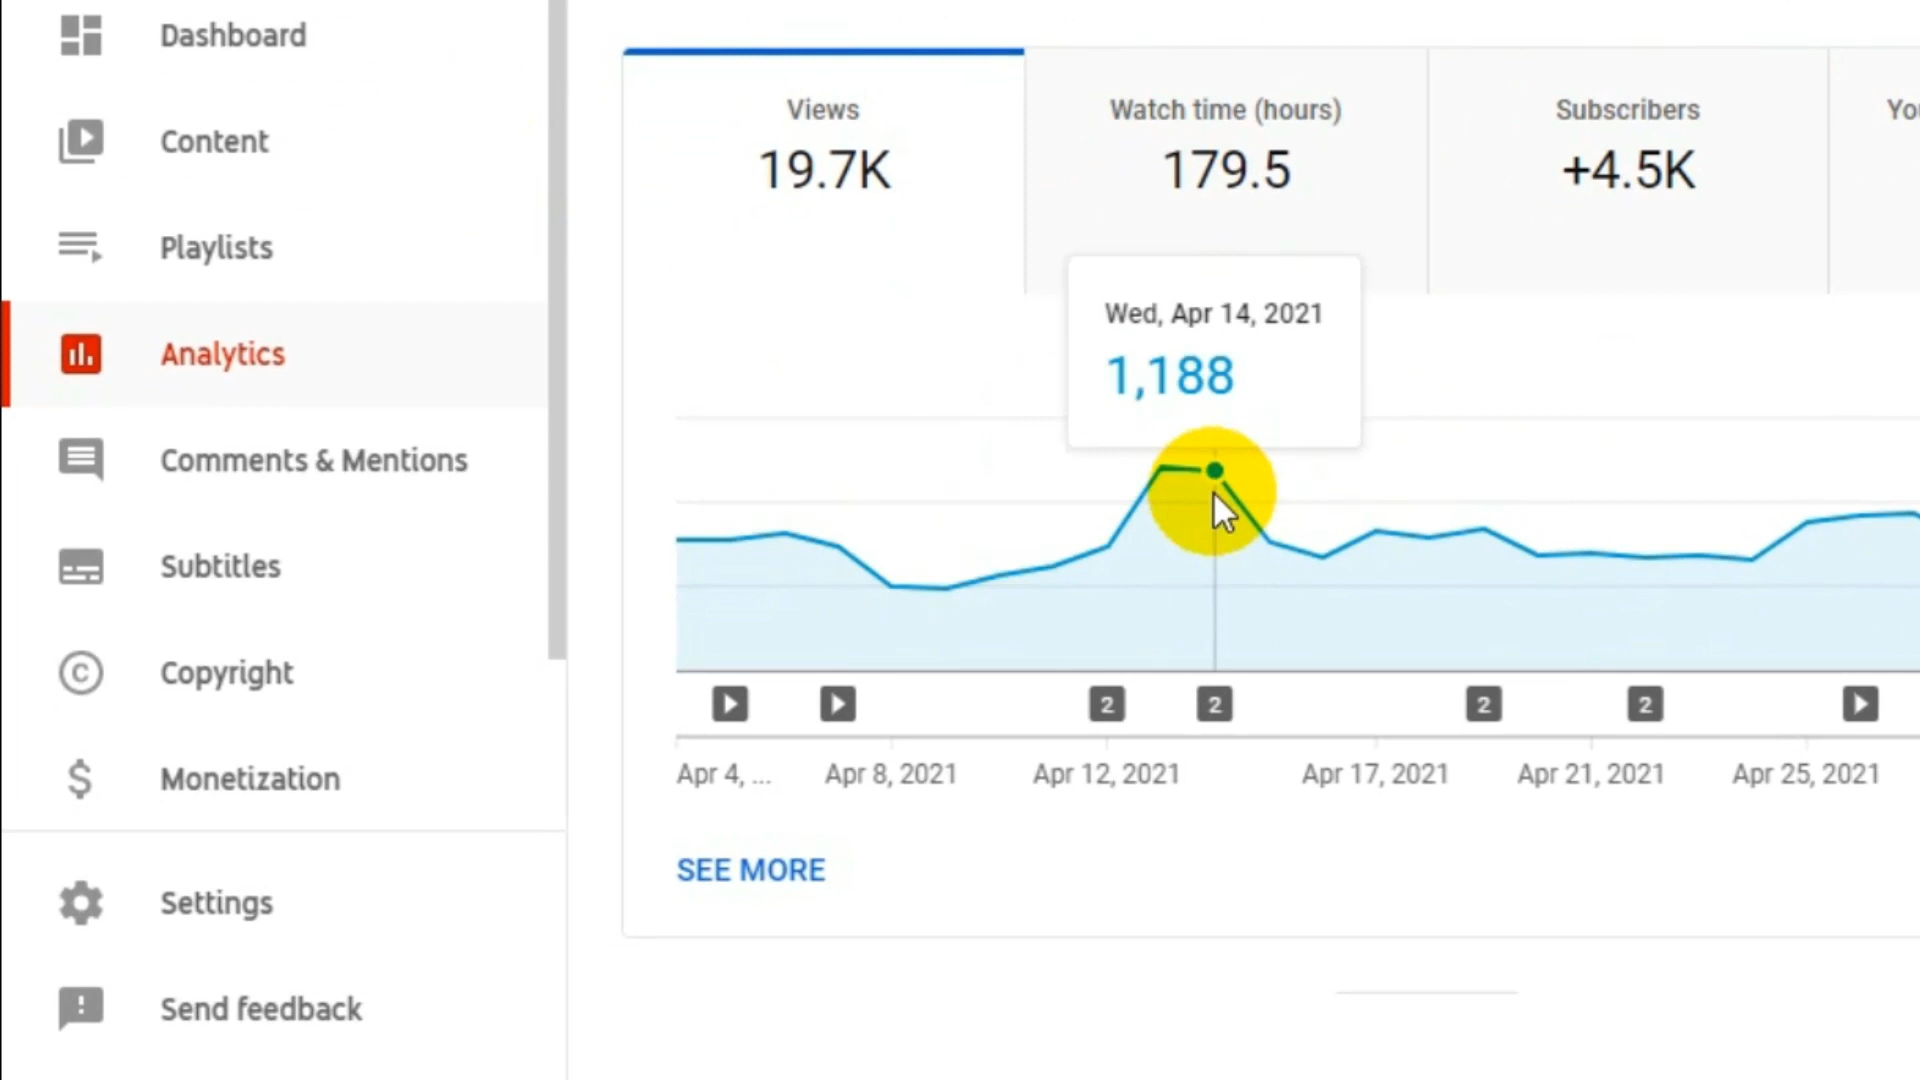 Dashboard
Content
Playlists
Analytics
Comments & Mentions
Subtitles
Copyright
Monetization
Settings
Send feedback
Views
19.7K
Watch time (hours)
179.5
Subscribers
+4.5K
Yo
Wed, Apr 14, 2021
1,188
2 2 2 2
Apr 4, ... Apr 8, 2021 Apr 12, 2021 Apr 17, 2021 Apr 21, 2021 Apr 25, 2021
SEE MORE